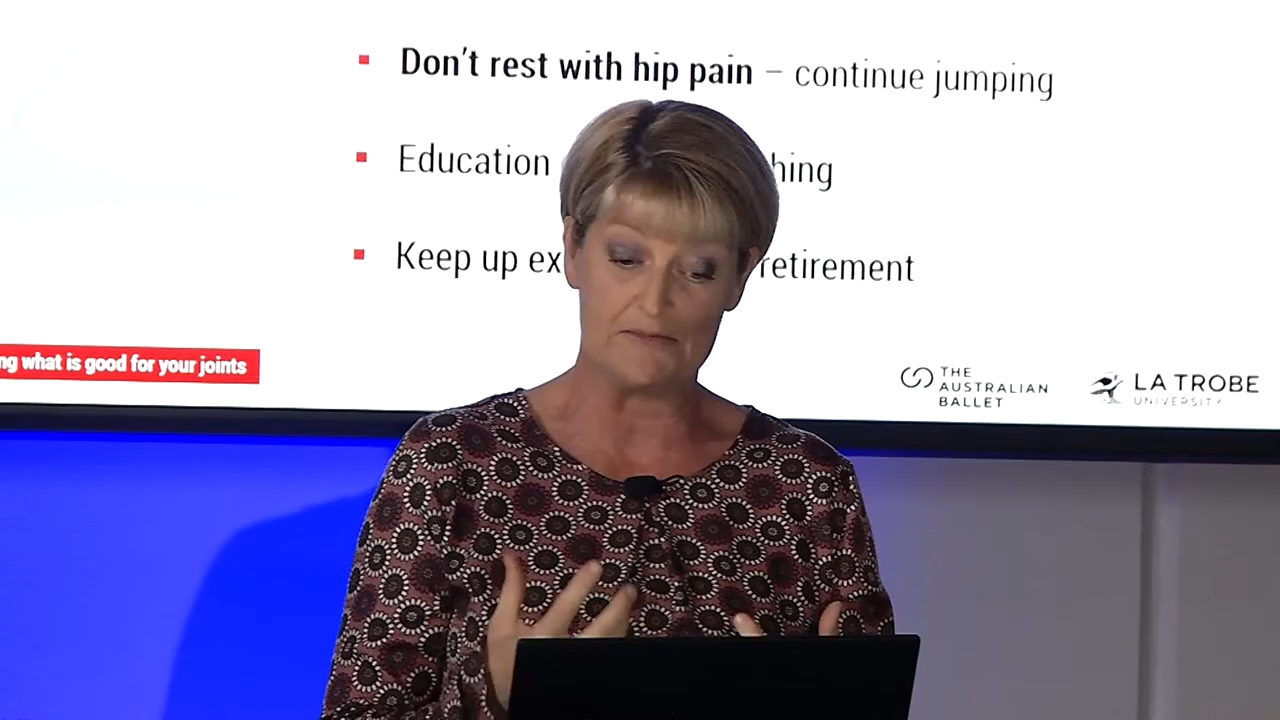 Don't rest with hip pain – continue jumping
Education hing
Keep up ex retirement
ng what is good for your joints
THE
AUSTRALIAN
BALLET
LA TROBE
UNIVERSITY